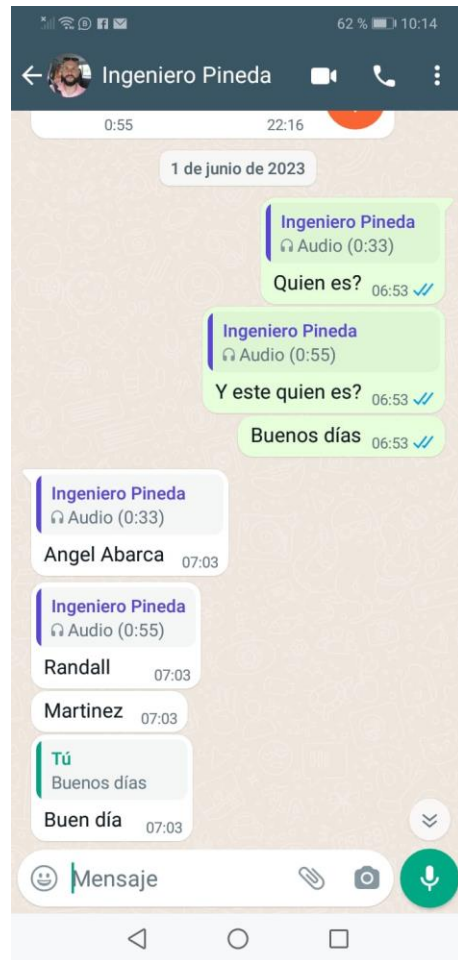 62 % 10:14
Ingeniero Pineda
0:55 22:16
1 de junio de 2023
Ingeniero Pineda
Audio (0:33)
Quien es? 06:53
Ingeniero Pineda
Audio (0:55)
Y este quien es? 06:53
Buenos días 06:53
Ingeniero Pineda
Audio (0:33)
Angel Abarca 07:03
Ingeniero Pineda
Audio (0:55)
Randall 07:03
Martinez 07:03
Tú
Buenos días
Buen día 07:03
Mensaje